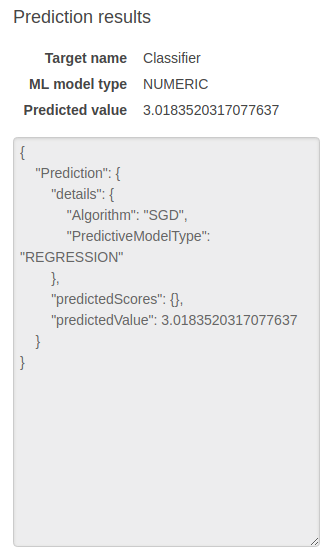 Prediction results
Target name Classifier
ML model type NUMERIC
Predicted value 3.0183520317077637
{
"Prediction": {
"details": {
"Algorithm": "SGD",
"PredictiveModelType":
"REGRESSION"
},
"predictedScores": {},
"predictedValue": 3.0183520317077637
}
}